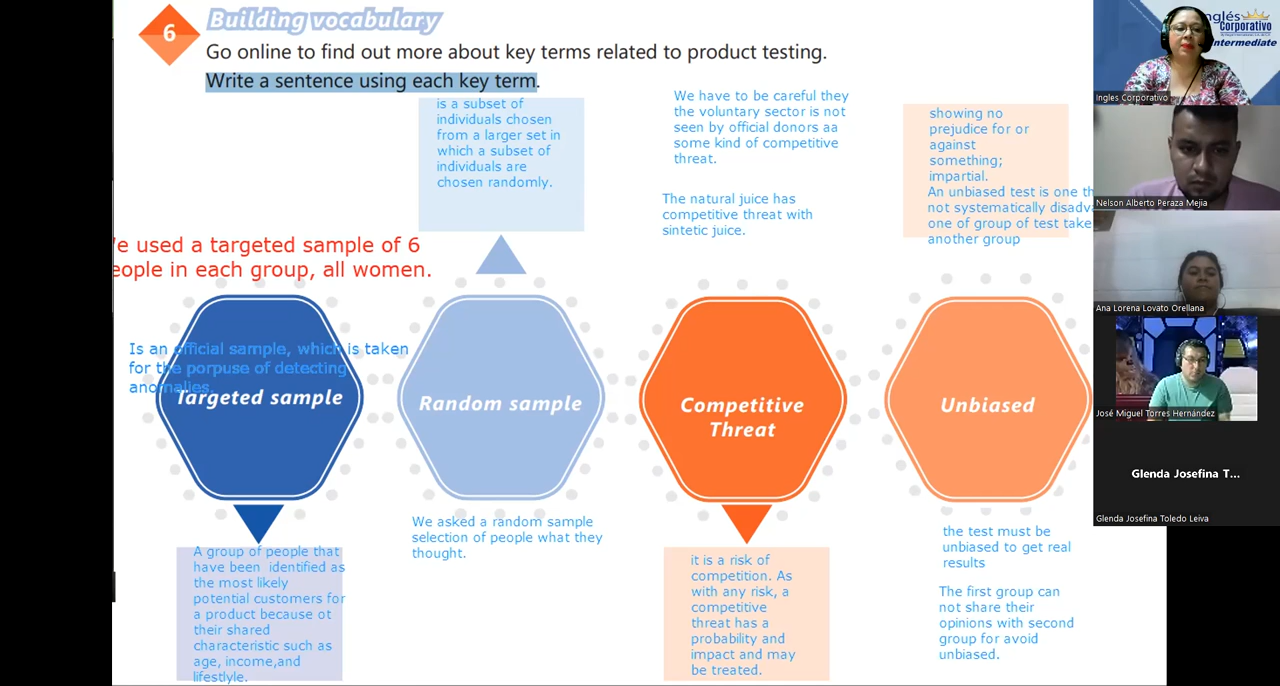 6
Building vocabulary
Go online to find out more about key terms related to product testing.
Write a sentence using each key term.
is a subset of
individuals chosen
from a larger set in
which a subset of
individuals are
chosen randomly.
We have to be careful they
the voluntary sector is not
seen by official donors aa
some kind of competitive
threat.
The natural juice has
competitive threat with
sintetic juice.
showing no
prejudice for or
against
something;
impartial.
An unbiased test is one th
not systematically disadv
one of group of test take
another group
e used a targeted sample of 6
eople in each group, all women.
Is an official sample, which is taken
for the porpuse of detecting
anomalies.
Targeted sample
Random sample
Competitive
Threat
Unbiased
A group of people that
have been identified as
the most likely
potential customers for
a product because ot
their shared
characteristic such as
age, income,and
lifestlyle.
We asked a random sample
selection of people what they
thought.
it is a risk of
competition. As
with any risk, a
competitive
threat has a
probability and
impact and may
be treated.
the test must be
unbiased to get real
results
The first group can
not share their
opinions with second
group for avoid
unbiased.
nglés
Corporativo
Intermediate
Ingles Corporativo
Nelson Alberto Peraza Mejia
Ana Lorena Lovato Orellana
José Miguel Torres Hernández
Glenda Josefina T...
Glenda Josefina Toledo Leiva